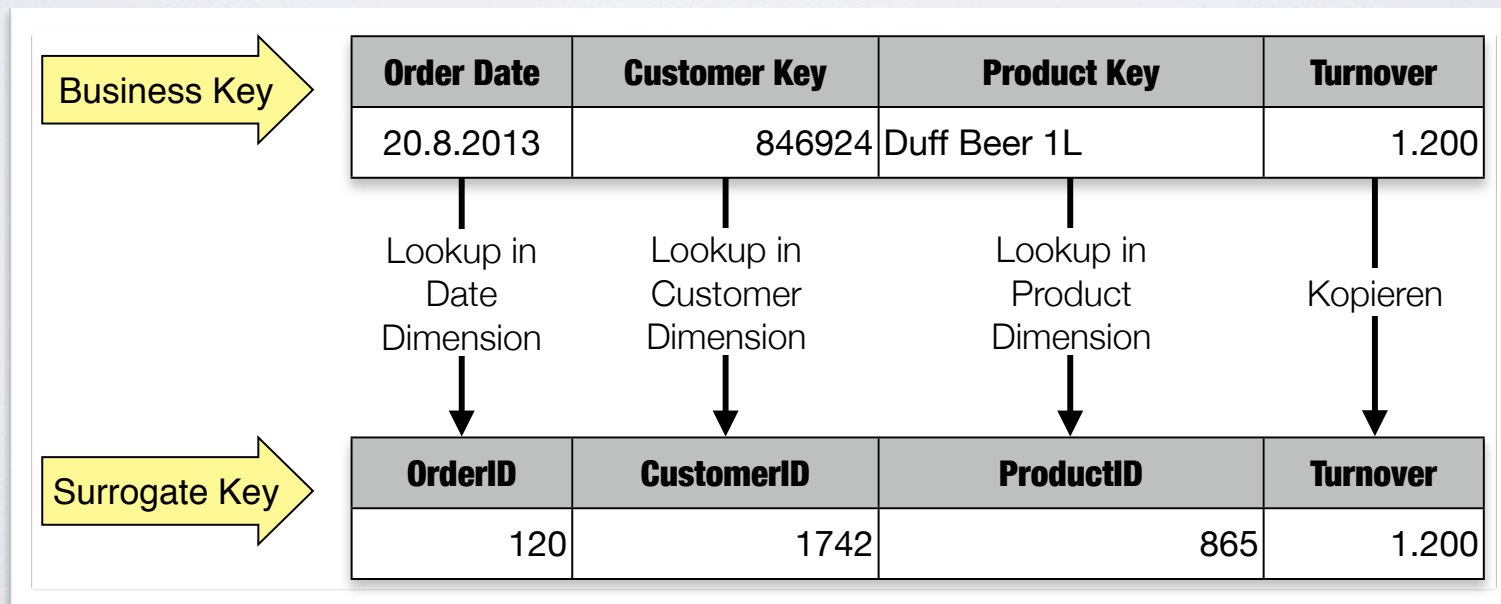 Business Key
Order Date Customer Key Product Key Turnover
20.8.2013 846924 Duff Beer 1L 1.200
Lookup in Lookup in Lookup in
Date Customer Product Kopieren
Dimension Dimension Dimension
Surrogate Key
OrderID CustomerID ProductID Turnover
120 1742 865 1.200